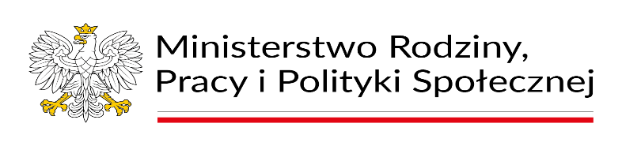 Ministerstwo Rodziny,
Pracy i Polityki Społecznej